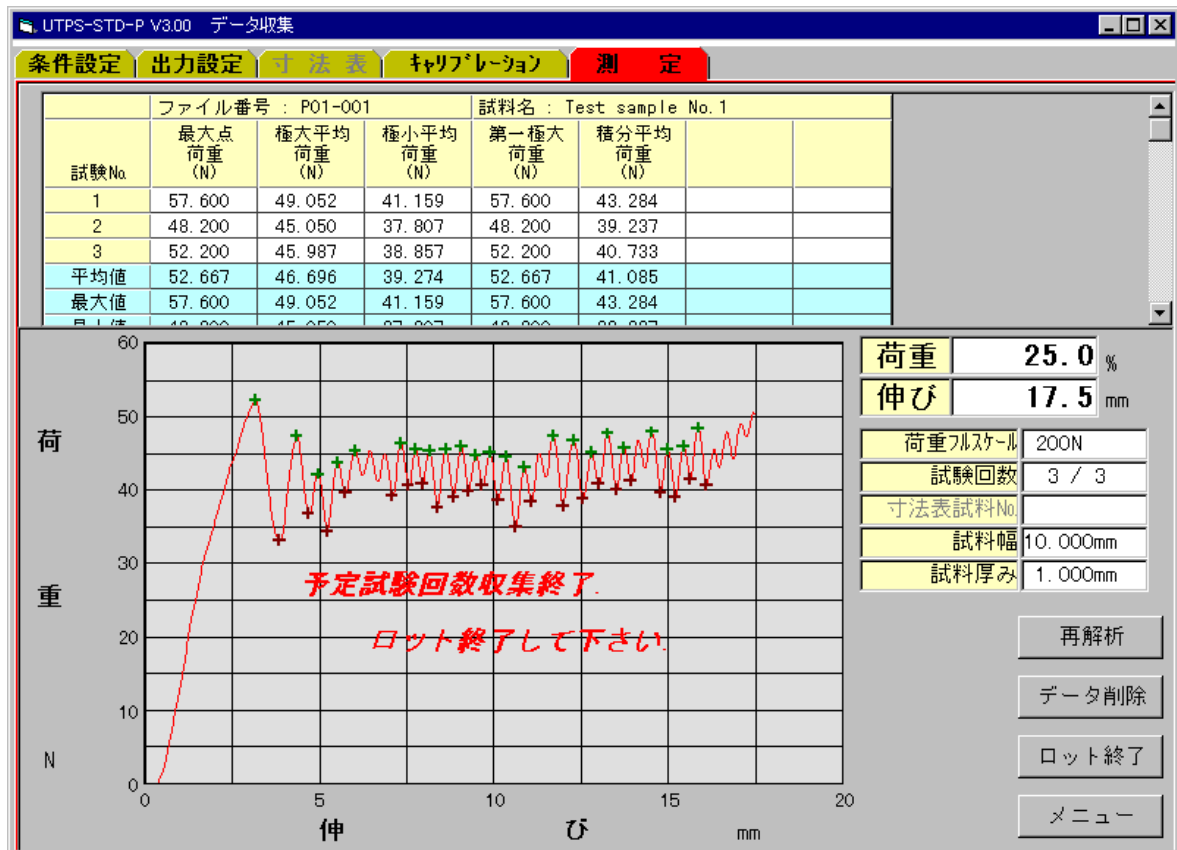 UTPS-STD-P V3.00 データ収集
条件設定 出力設定 寸法表 キャリブレーション 測定
ファイル番号 : P01-001 試料名 : Test sample No.1
試験No. 最大点荷重(N) 極大平均荷重(N) 極小平均荷重(N) 第一極大荷重(N) 積分平均荷重(N)
1 57.600 49.052 41.159 57.600 43.284
2 48.200 45.050 37.807 48.200 39.237
3 52.200 45.987 38.857 52.200 40.733
平均値 52.667 46.696 39.274 52.667 41.085
最大値 57.600 49.052 41.159 57.600 43.284
荷重 25.0 %
伸び 17.5 mm
荷重フルスケール 200N
試験回数 3 / 3
寸法表試料No.
試料幅 10.000mm
試料厚み 1.000mm
再解析
データ削除
ロット終了
メニュー
60
50
40
30
20
10
0
荷重 N
予定試験回数収集終了.
ロット終了して下さい.
0 5 10 15 20
伸び mm